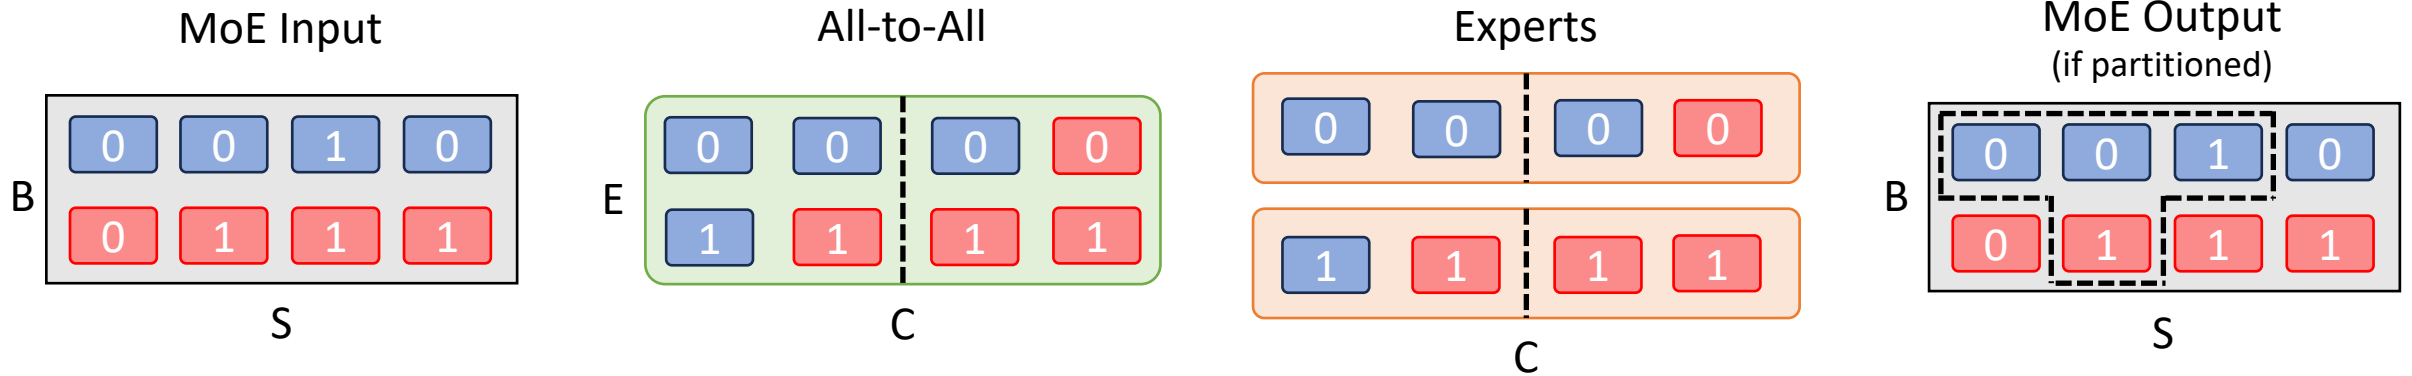 MoE Input
0 0 1 0
0 1 1 1
B
S
All-to-All
0 0 0 0
1 1 1 1
E
C
Experts
0 0 0 0
1 1 1 1
C
MoE Output
(if partitioned)
0 0 1 0
0 1 1 1
B
S